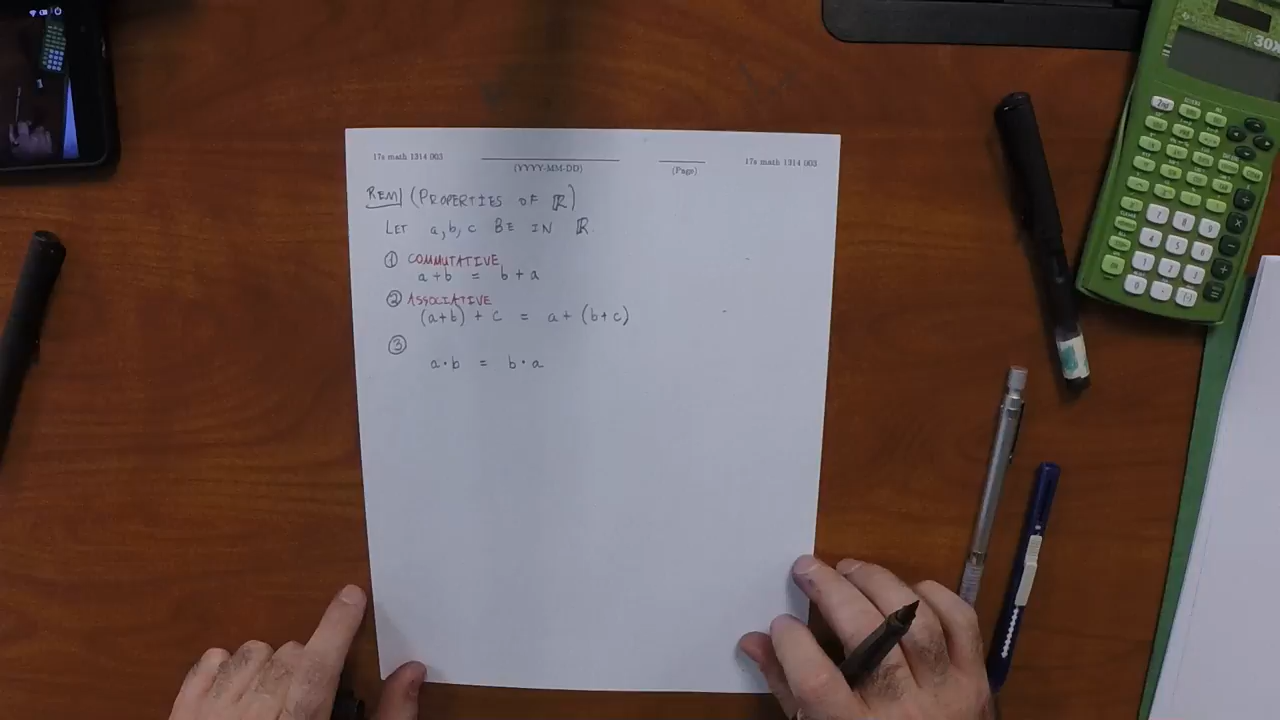 17s math 1314 003
(YYYY-MM-DD)
(Page)
17s math 1314 003
REM (PROPERTIES OF ℝ)
LET a, b, c BE IN ℝ
① COMMUTATIVE
a + b = b + a
② ASSOCIATIVE
(a+b) + c = a + (b+c)
③
a · b = b · a